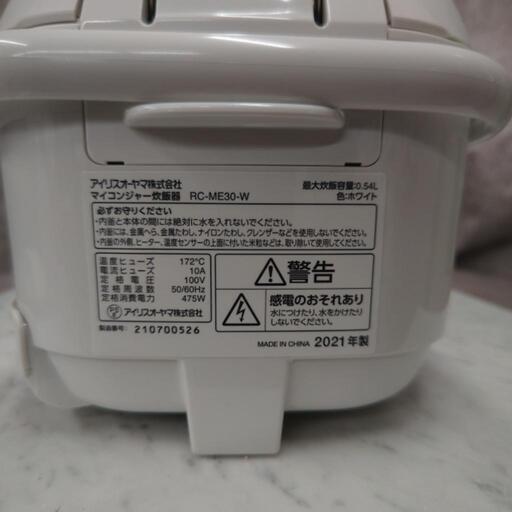 アイリスオーヤマ株式会社
マイコンジャー炊飯器 RC-ME30-W
最大炊飯容量:0.54L
色:ホワイト
必ずお守りください
・内釜と本体の間には絶対に水を入れないでください。
・内釜には、金属へら、金属たわし、ナイロンたわし、クレンザーなどを使用しないでください。
・内釜の外側、ヒーター、温度センサーの上面に付いた米粒などは、取り除いて使用してください。
温度ヒューズ 172℃
電流ヒューズ 10A
定格電圧 100V
定格周波数 50/60Hz
定格消費電力 475W
PSE アイリスオーヤマ株式会社
製造番号: 210700526
警告
感電のおそれあり
水につけたり、水をかけたり
しないでください。
MADE IN CHINA 2021年製